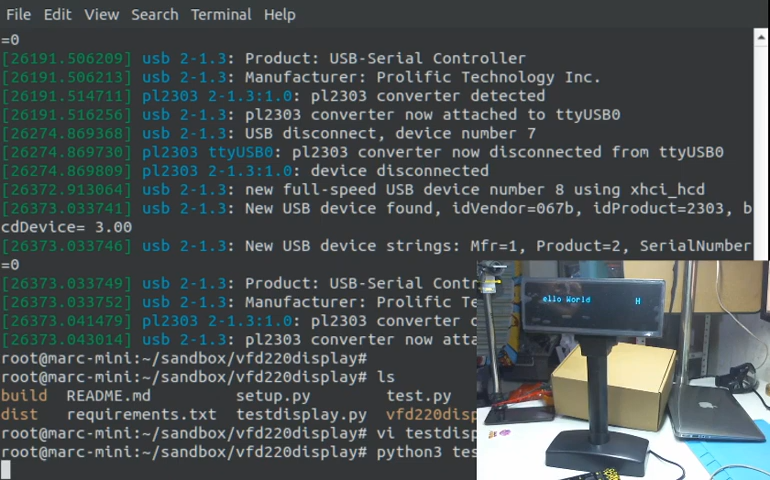 File Edit View Search Terminal Help
=0
[26191.506209] usb 2-1.3: Product: USB-Serial Controller
[26191.506213] usb 2-1.3: Manufacturer: Prolific Technology Inc.
[26191.514711] pl2303 2-1.3:1.0: pl2303 converter detected
[26191.516256] usb 2-1.3: pl2303 converter now attached to ttyUSB0
[26274.869368] usb 2-1.3: USB disconnect, device number 7
[26274.869730] pl2303 ttyUSB0: pl2303 converter now disconnected from ttyUSB0
[26274.869809] pl2303 2-1.3:1.0: device disconnected
[26372.913064] usb 2-1.3: new full-speed USB device number 8 using xhci_hcd
[26373.033741] usb 2-1.3: New USB device found, idVendor=067b, idProduct=2303, b
cdDevice= 3.00
[26373.033746] usb 2-1.3: New USB device strings: Mfr=1, Product=2, SerialNumber
=0
[26373.033749] usb 2-1.3: Product: USB-Serial Cont
[26373.033752] usb 2-1.3: Manufacturer: Prolific Te
[26373.041479] pl2303 2-1.3:1.0: pl2303 converter
[26373.043014] usb 2-1.3: pl2303 converter now atta
root@marc-mini:~/sandbox/vfd220display#
root@marc-mini:~/sandbox/vfd220display# ls
build README.md setup.py test.py
dist requirements.txt testdisplay.py vfd220disp
root@marc-mini:~/sandbox/vfd220display# vi testdisp
root@marc-mini:~/sandbox/vfd220display# python3 tes
ello World H